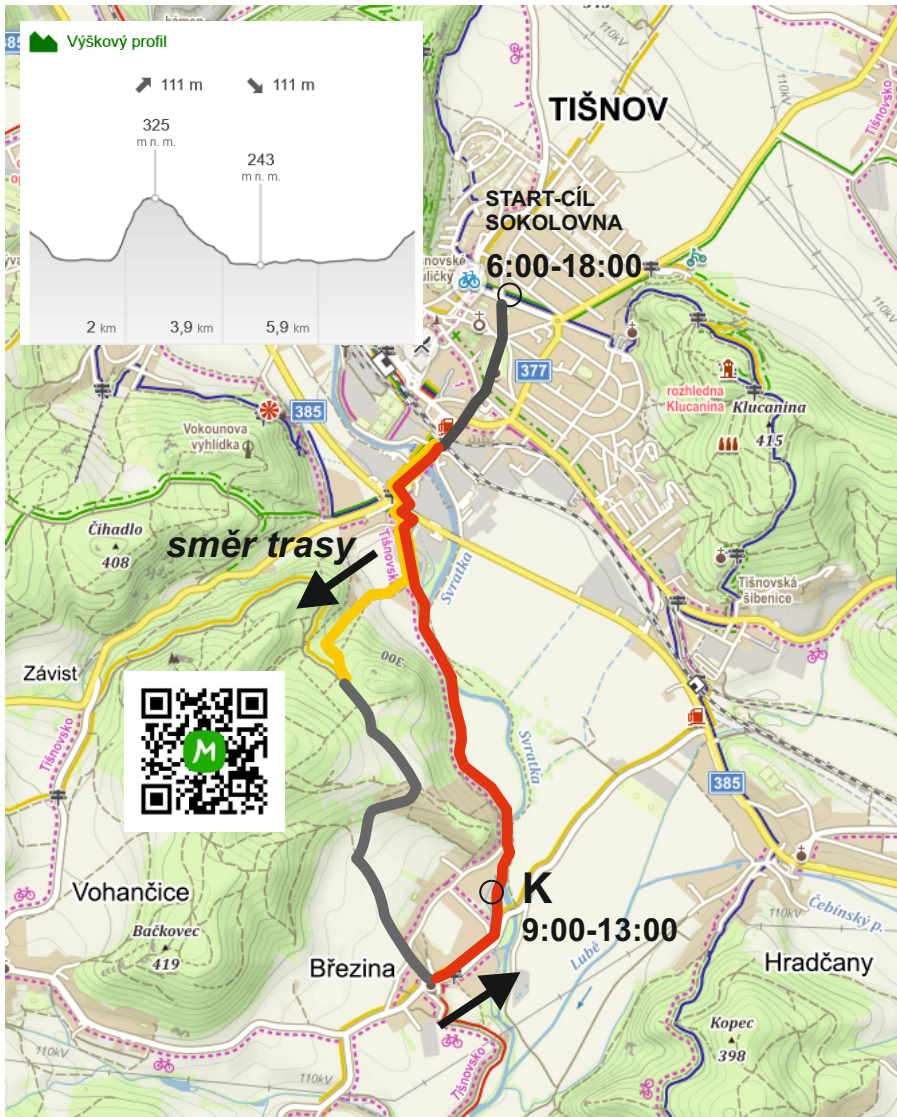 Výškový profil
111 m
111 m
325
m n. m.
243
m n. m.
2 km
3,9 km
5,9 km
110kV
1
TIŠNOV
Tišnovsko
START-CÍL
SOKOLOVNA
6:00-18:00
110kV
377
385
1
rozhledna
Klucanina
Klucanina
415
Vokounova
vyhlídka
Čihadlo
408
směr trasy
Svratka
Tišnovská
šibenice
300
Závist
Tišnovsko
Svratka
385
Vohančice
K
9:00-13:00
Čebínský p.
110kV
Bačkovec
419
Lubě
Březina
Hradčany
Kopec
398
110kV
110kV
Tišnovsko